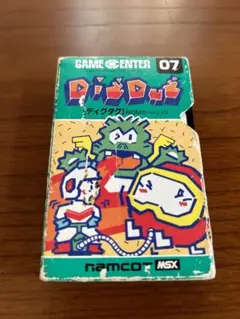 GAME CENTER 07
DigDug
ディグダグ
namcot MSX